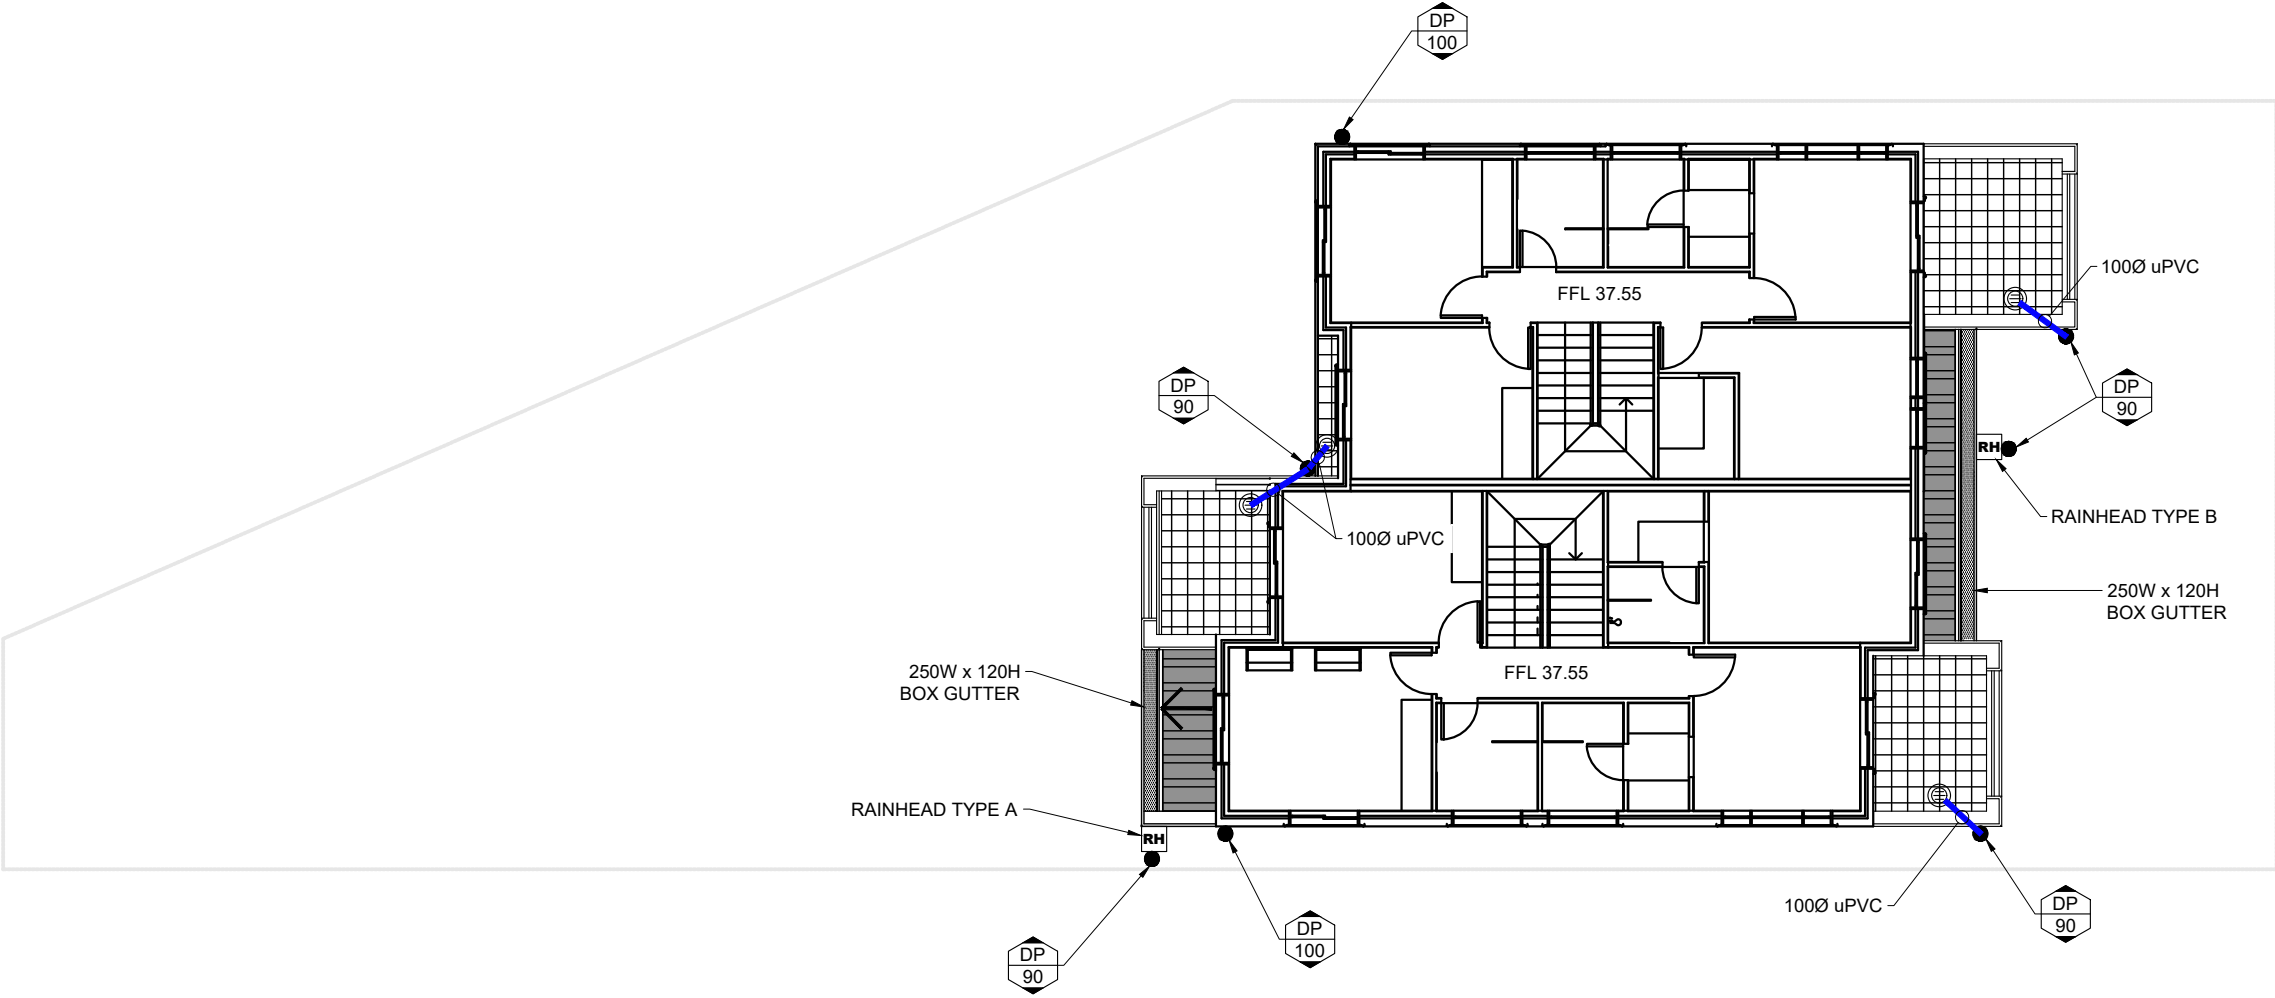 DP
100
100Ø uPVC
FFL 37.55
DP
90
DP
90
RH
RAINHEAD TYPE B
100Ø uPVC
250W x 120H
BOX GUTTER
250W x 120H
BOX GUTTER
FFL 37.55
RAINHEAD TYPE A
RH
100Ø uPVC
DP
90
DP
100
DP
90